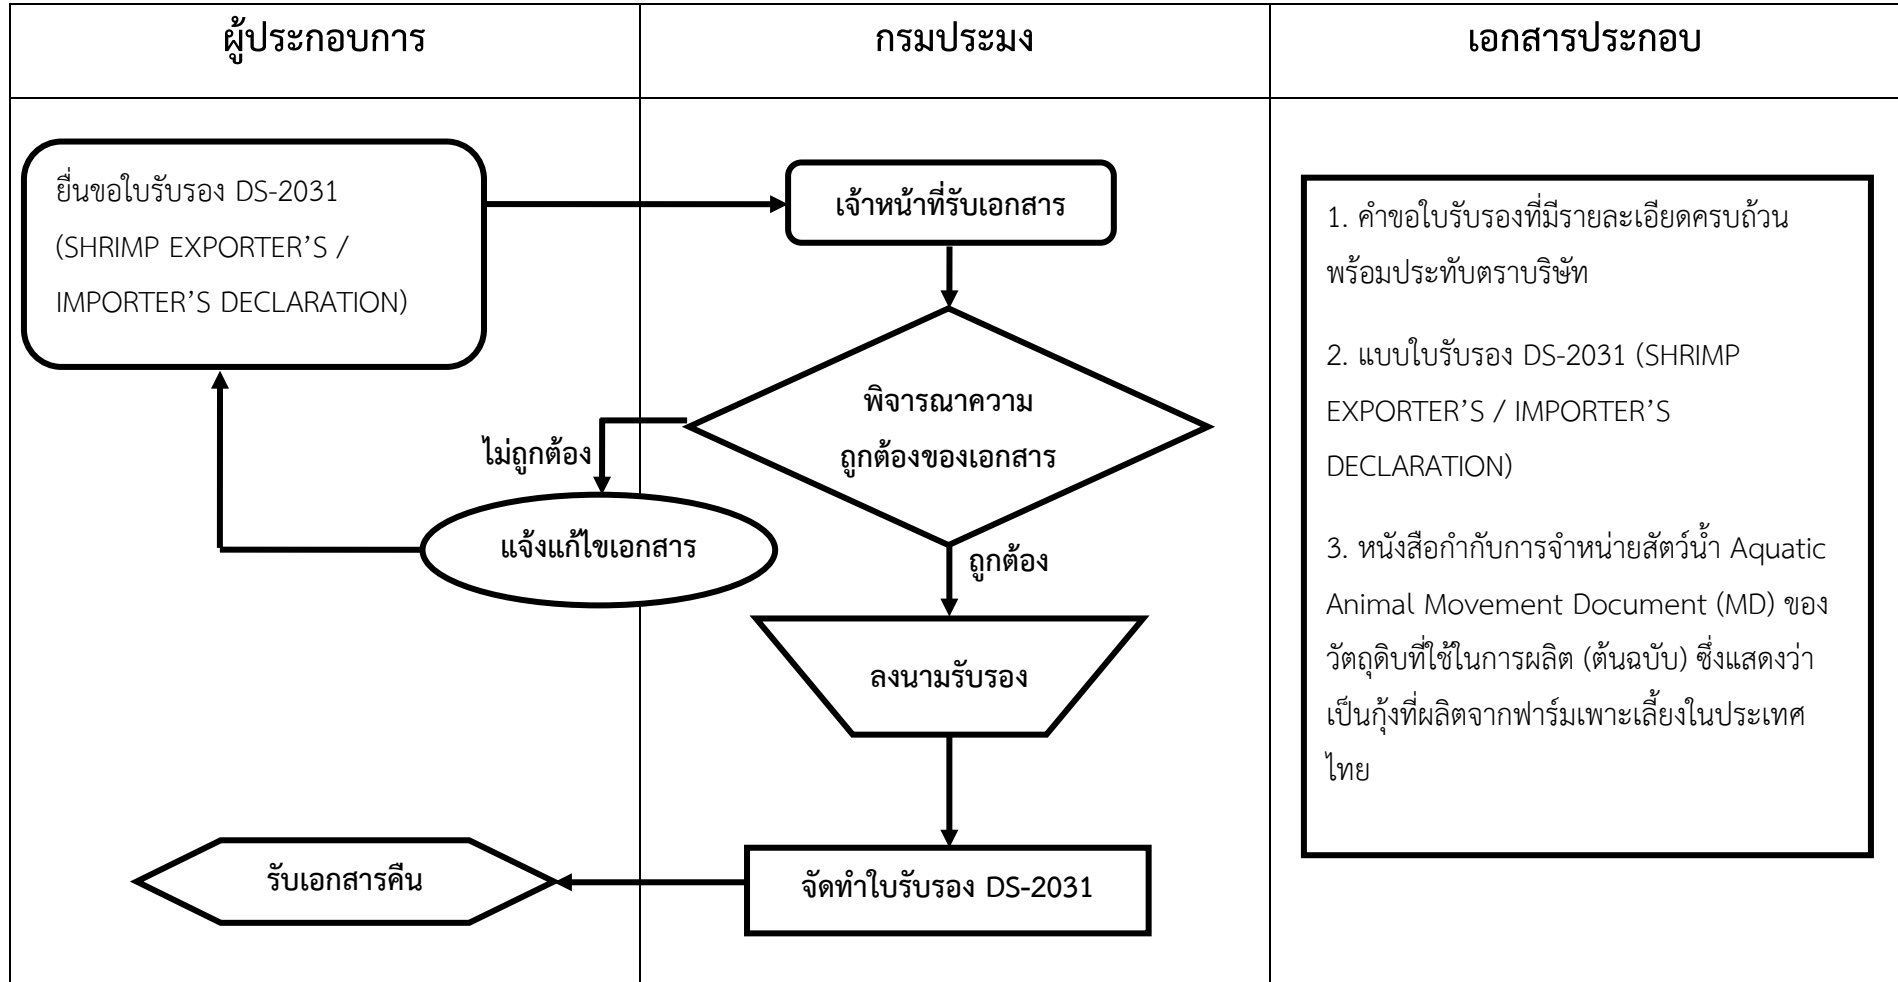 ผู้ประกอบการ
กรมประมง
เอกสารประกอบ
ยื่นขอใบรับรอง DS-2031
(SHRIMP EXPORTER’S /
IMPORTER’S DECLARATION)
เจ้าหน้าที่รับเอกสาร
พิจารณาความ
ถูกต้องของเอกสาร
ไม่ถูกต้อง
แจ้งแก้ไขเอกสาร
ถูกต้อง
ลงนามรับรอง
จัดทำใบรับรอง DS-2031
รับเอกสารคืน
1. คำขอใบรับรองที่มีรายละเอียดครบถ้วน
พร้อมประทับตราบริษัท
2. แบบใบรับรอง DS-2031 (SHRIMP
EXPORTER’S / IMPORTER’S
DECLARATION)
3. หนังสือกำกับการจำหน่ายสัตว์น้ำ Aquatic
Animal Movement Document (MD) ของ
วัตถุดิบที่ใช้ในการผลิต (ต้นฉบับ) ซึ่งแสดงว่า
เป็นกุ้งที่ผลิตจากฟาร์มเพาะเลี้ยงในประเทศ
ไทย